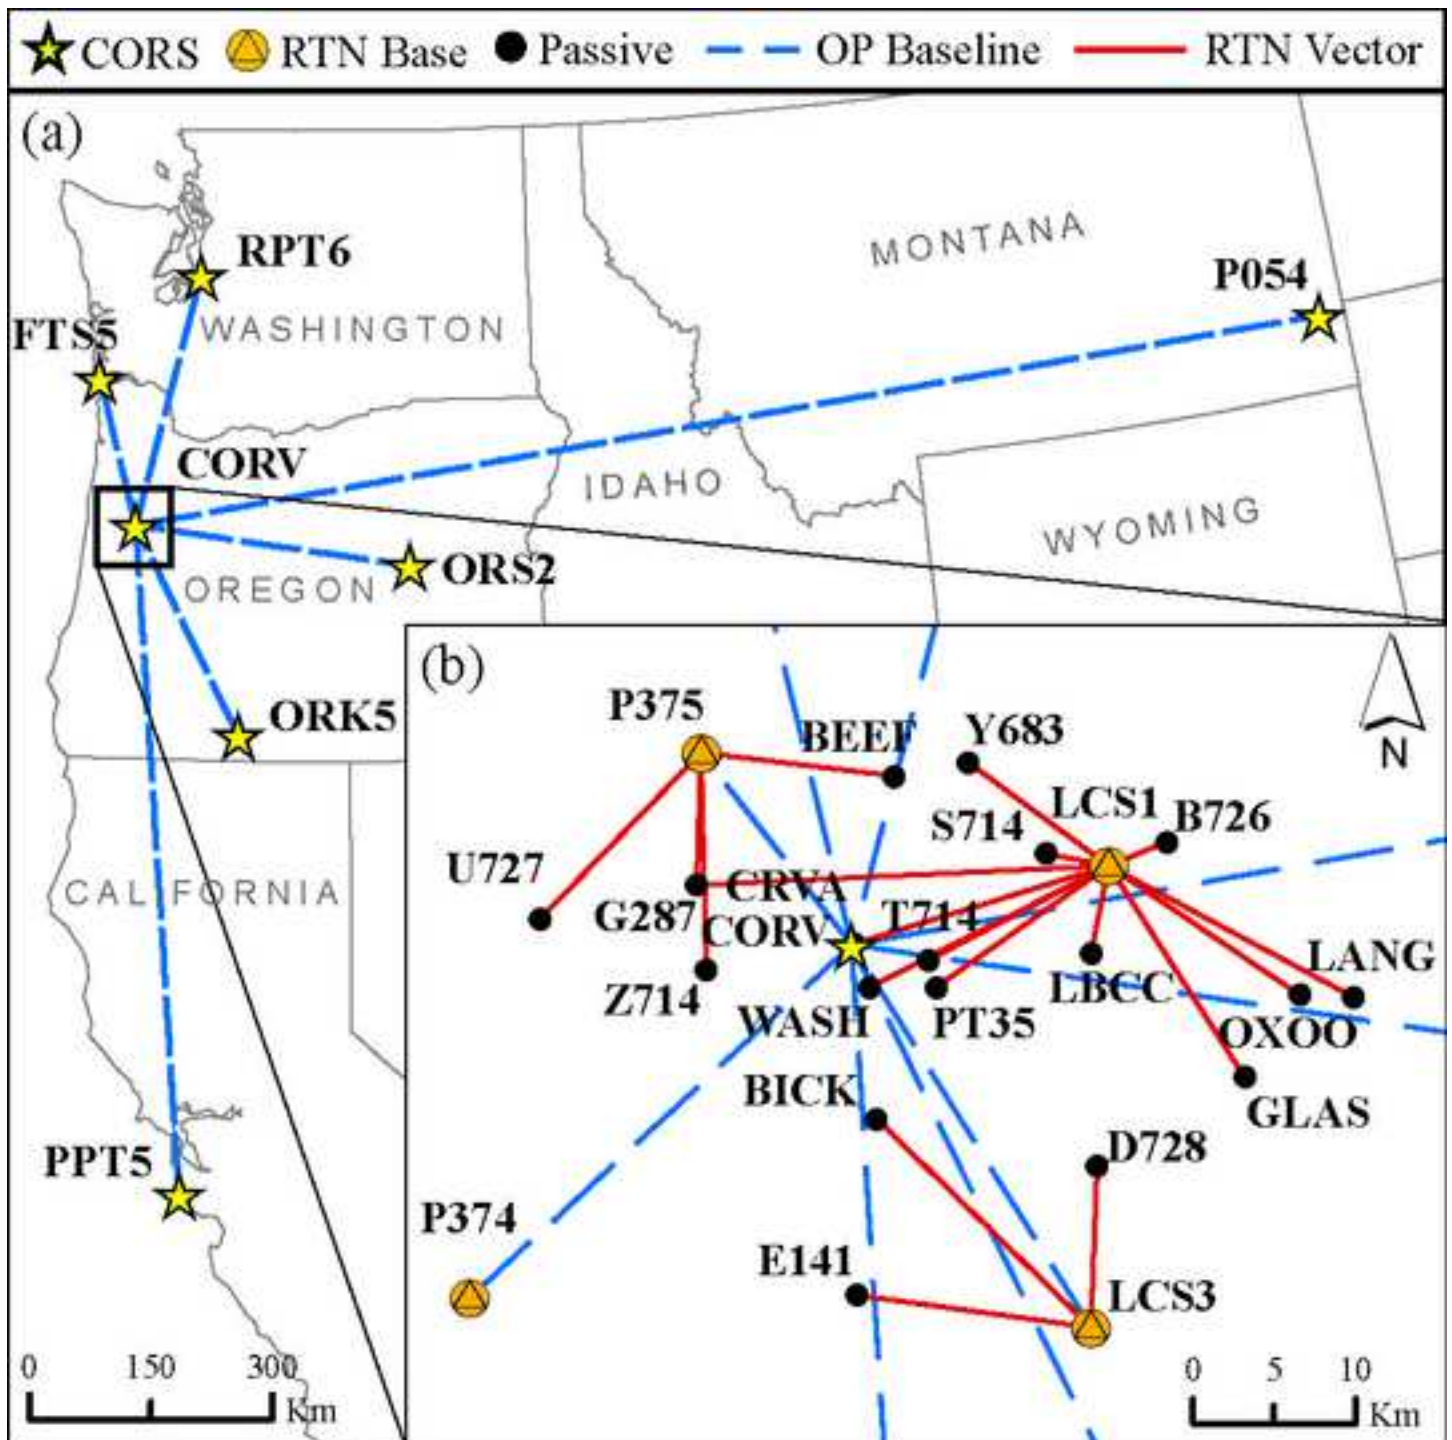 CORS RTN Base Passive OP Baseline RTN Vector
(a)
MONTANA
RPT6
P054
WASHINGTON
FTS5
CORV
IDAHO
WYOMING
ORS2
OREGON
(b)
ORK5
P375
BEEF
Y683
N
LCS1
B726
S714
U727
CALIFORNIA
CRVA
G287
T714
CORV
LANG
LBCC
Z714
WASH
PT35
OXOO
BICK
GLAS
D728
PPT5
P374
E141
LCS3
0 150 300
Km
0 5 10
Km